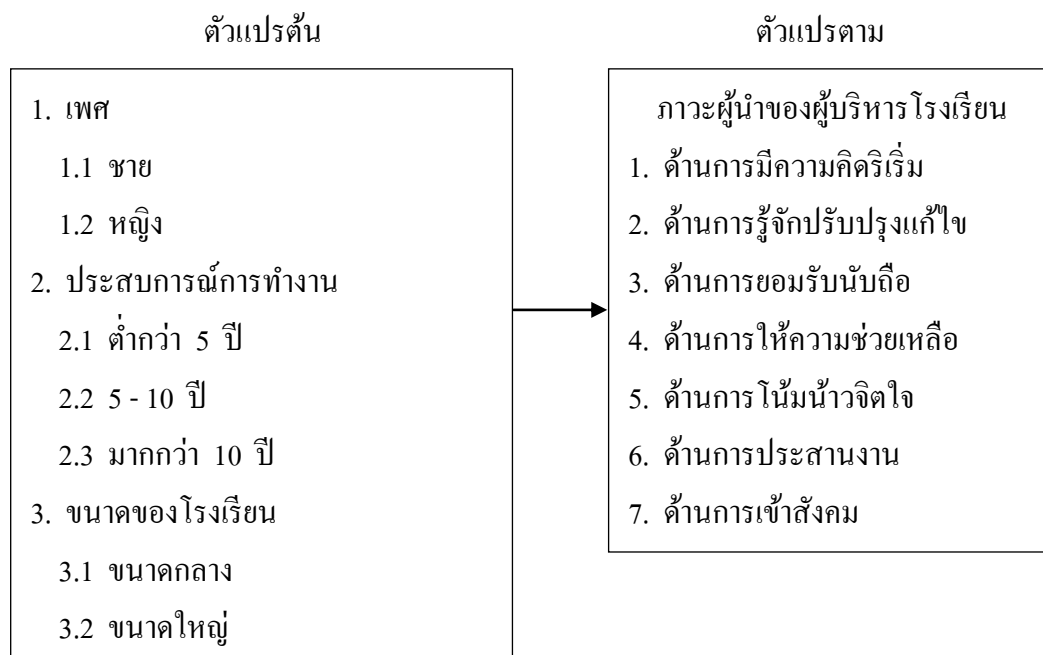 ตัวแปรต้น
1. เพศ
1.1 ชาย
1.2 หญิง
2. ประสบการณ์การทำงาน
2.1 ต่ำกว่า 5 ปี
2.2 5 - 10 ปี
2.3 มากกว่า 10 ปี
3. ขนาดของโรงเรียน
3.1 ขนาดกลาง
3.2 ขนาดใหญ่
ตัวแปรตาม
ภาวะผู้นำของผู้บริหารโรงเรียน
1. ด้านการมีความคิดริเริ่ม
2. ด้านการรู้จักปรับปรุงแก้ไข
3. ด้านการยอมรับนับถือ
4. ด้านการให้ความช่วยเหลือ
5. ด้านการโน้มน้าวจิตใจ
6. ด้านการประสานงาน
7. ด้านการเข้าสังคม